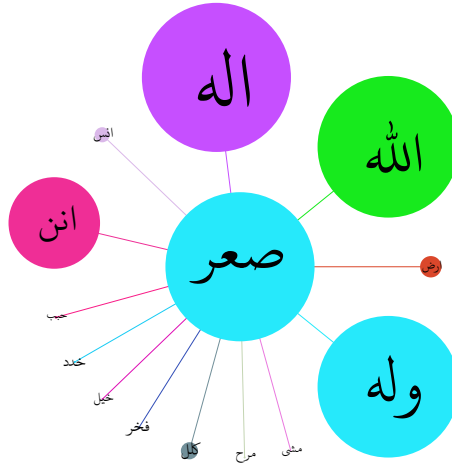 اله
الله
انس
انن
صعر
ارض
حبب
خدد
وله
خيل
فخر
كلل
مرح
مشى